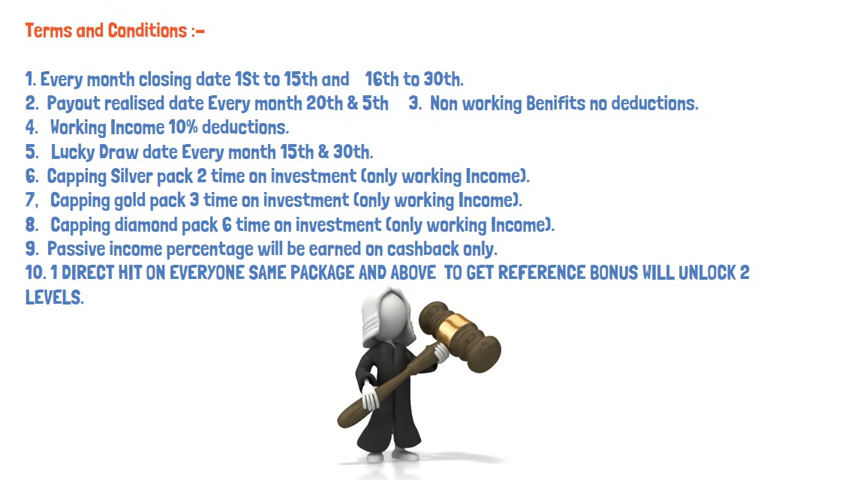 Terms and Conditions :-
1. Every month closing date 1St to 15th and 16th to 30th.
2. Payout realised date Every month 20th & 5th 3. Non working Benifits no deductions.
4. Working Income 10% deductions.
5. Lucky Draw date Every month 15th & 30th.
6. Capping Silver pack 2 time on investment (only working Income).
7, Capping gold pack 3 time on investment (only working Income).
8. Capping diamond pack 6 time on investment (only working Income).
9. Passive income percentage will be earned on cashback only.
10. 1 DIRECT HIT ON EVERYONE SAME PACKAGE AND ABOVE TO GET REFERENCE BONUS WILL UNLOCK 2
LEVELS.